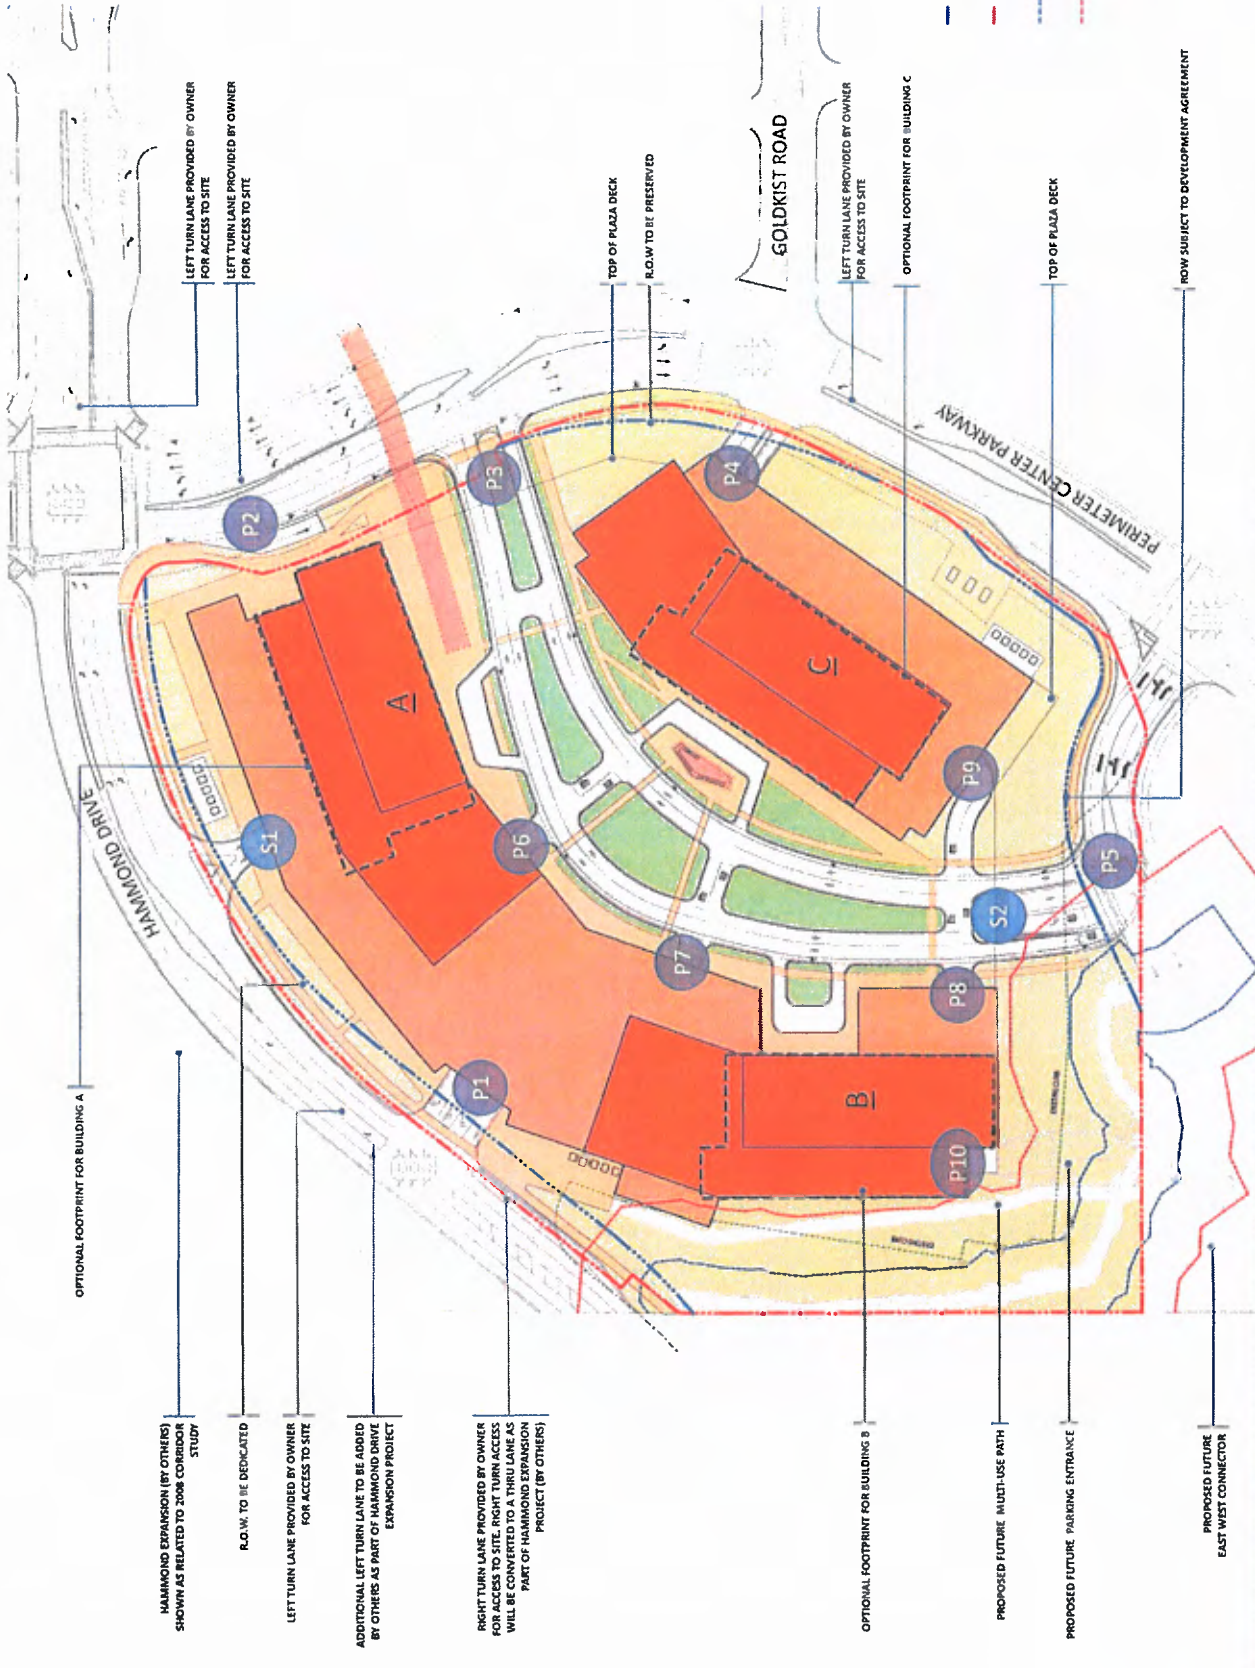 HAMMOND EXPANSION (BY OTHERS)
SHOWN AS RELATED TO 2008 CORRIDOR
STUDY
R.O.W. TO BE DEDICATED
LEFT TURN LANE PROVIDED BY OWNER
FOR ACCESS TO SITE
ADDITIONAL LEFT TURN LANE TO BE ADDED
BY OTHERS AS PART OF HAMMOND DRIVE
EXPANSION PROJECT
RIGHT TURN LANE PROVIDED BY OWNER
FOR ACCESS TO SITE. RIGHT TURN ACCESS
WILL BE CONVERTED TO A THRU LANE AS
PART OF HAMMOND EXPANSION
PROJECT (BY OTHERS)
OPTIONAL FOOTPRINT FOR BUILDING B
PROPOSED FUTURE MULTI-USE PATH
PROPOSED FUTURE PARKING ENTRANCE
PROPOSED FUTURE
EAST WEST CONNECTOR
OPTIONAL FOOTPRINT FOR BUILDING A
HAMMOND DRIVE
S1
P1
P6
P7
A
B
P10
P8
S2
P5
P9
C
P2
P3
P4
PERIMETER CENTER PARKWAY
GOLDKIST ROAD
LEFT TURN LANE PROVIDED BY OWNER
FOR ACCESS TO SITE
LEFT TURN LANE PROVIDED BY OWNER
FOR ACCESS TO SITE
TOP OF PLAZA DECK
R.O.W TO BE PRESERVED
LEFT TURN LANE PROVIDED BY OWNER
FOR ACCESS TO SITE
OPTIONAL FOOTPRINT FOR BUILDING C
TOP OF PLAZA DECK
ROW SUBJECT TO DEVELOPMENT AGREEMENT